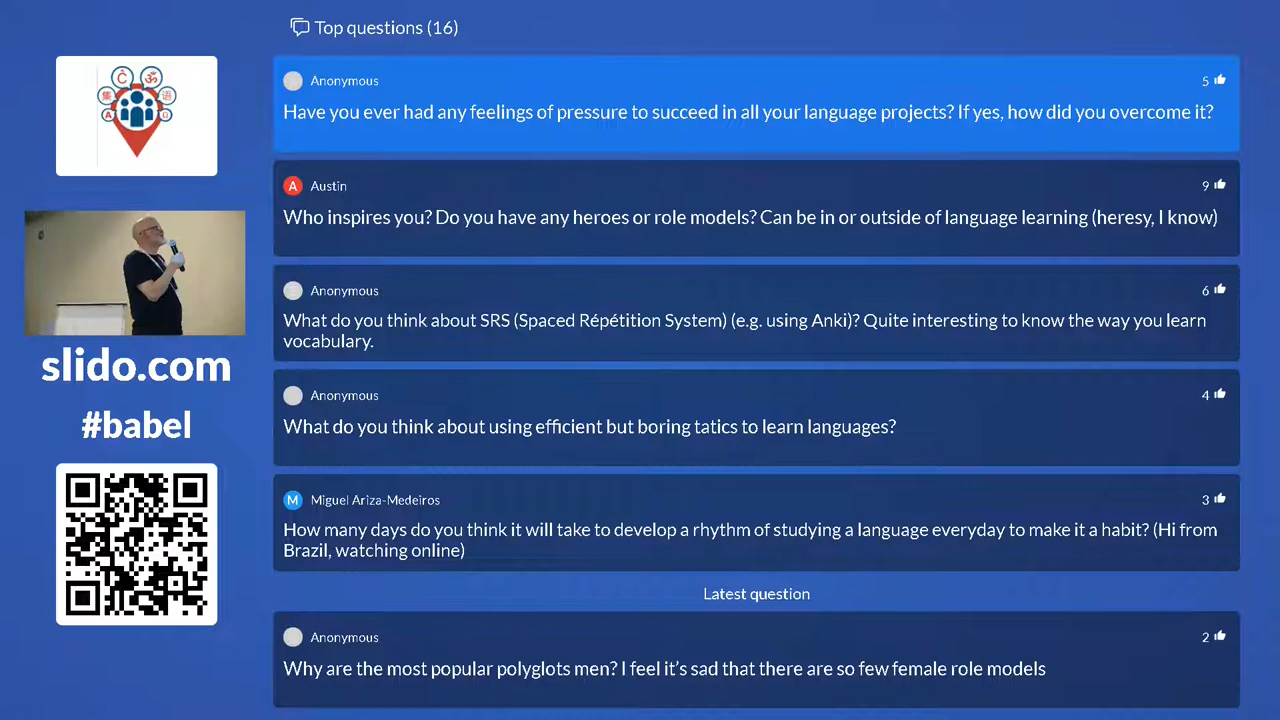 Top questions (16)
Anonymous
5
Have you ever had any feelings of pressure to succeed in all your language projects? If yes, how did you overcome it?
A
Austin
9
Who inspires you? Do you have any heroes or role models? Can be in or outside of language learning (heresy, I know)
Anonymous
6
What do you think about SRS (Spaced Répétition System) (e.g. using Anki)? Quite interesting to know the way you learn
vocabulary.
Anonymous
4
What do you think about using efficient but boring tatics to learn languages?
M
Miguel Ariza-Medeiros
3
How many days do you think it will take to develop a rhythm of studying a language everyday to make it a habit? (Hi from
Brazil, watching online)
Latest question
Anonymous
2
Why are the most popular polyglots men? I feel it's sad that there are so few female role models
Ĉ
ॐ
集
语
A
Ω
slido.com
#babel